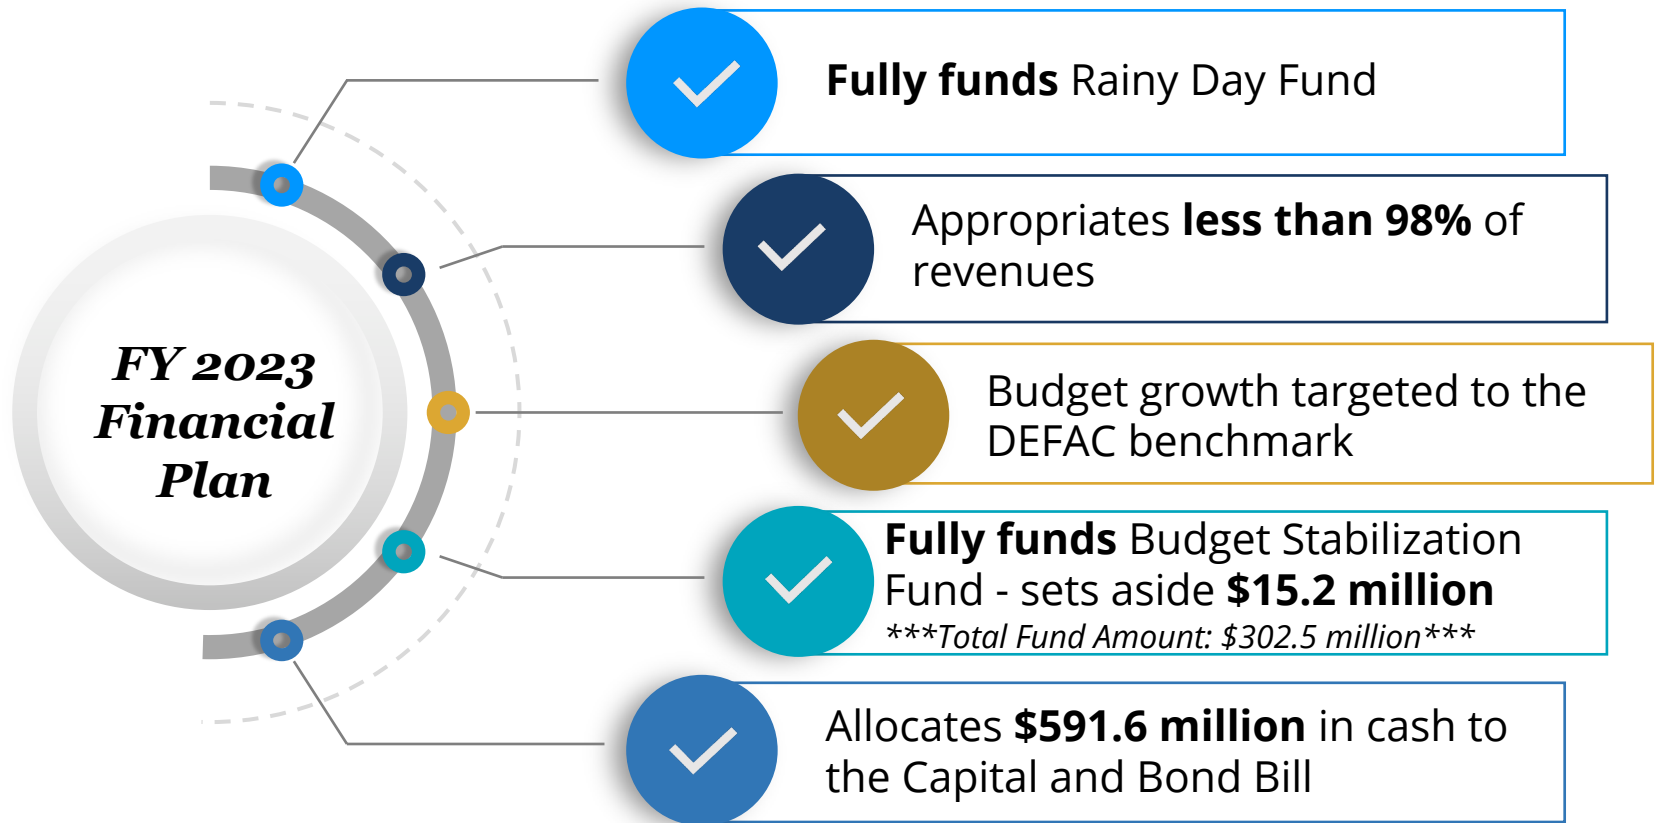 FY 2023
Financial
Plan
Fully funds Rainy Day Fund
Appropriates less than 98% of
revenues
Budget growth targeted to the
DEFAC benchmark
Fully funds Budget Stabilization
Fund - sets aside $15.2 million
***Total Fund Amount: $302.5 million***
Allocates $591.6 million in cash to
the Capital and Bond Bill